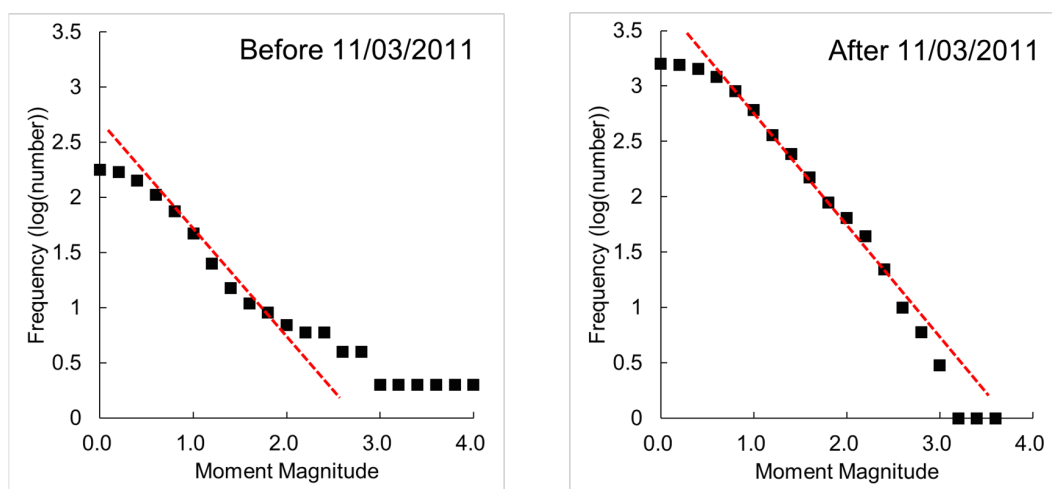 Before 11/03/2011
Frequency (log(number))
3.5
3
2.5
2
1.5
1
0.5
0
0.0 1.0 2.0 3.0 4.0
Moment Magnitude
After 11/03/2011
Frequency (log(number))
3.5
3
2.5
2
1.5
1
0.5
0
0.0 1.0 2.0 3.0 4.0
Moment Magnitude